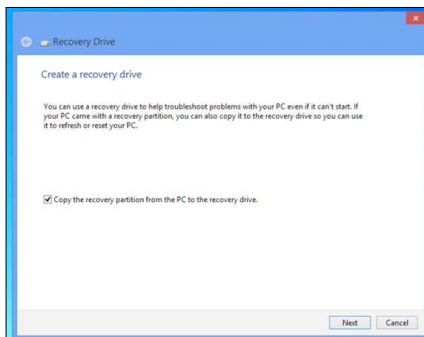 Recovery Drive
Create a recovery drive
You can use a recovery drive to help troubleshoot problems with your PC even if it can't start. If
your PC came with a recovery partition, you can also copy it to the recovery drive so you can use
it to refresh or reset your PC.
Copy the recovery partition from the PC to the recovery drive.
Next
Cancel